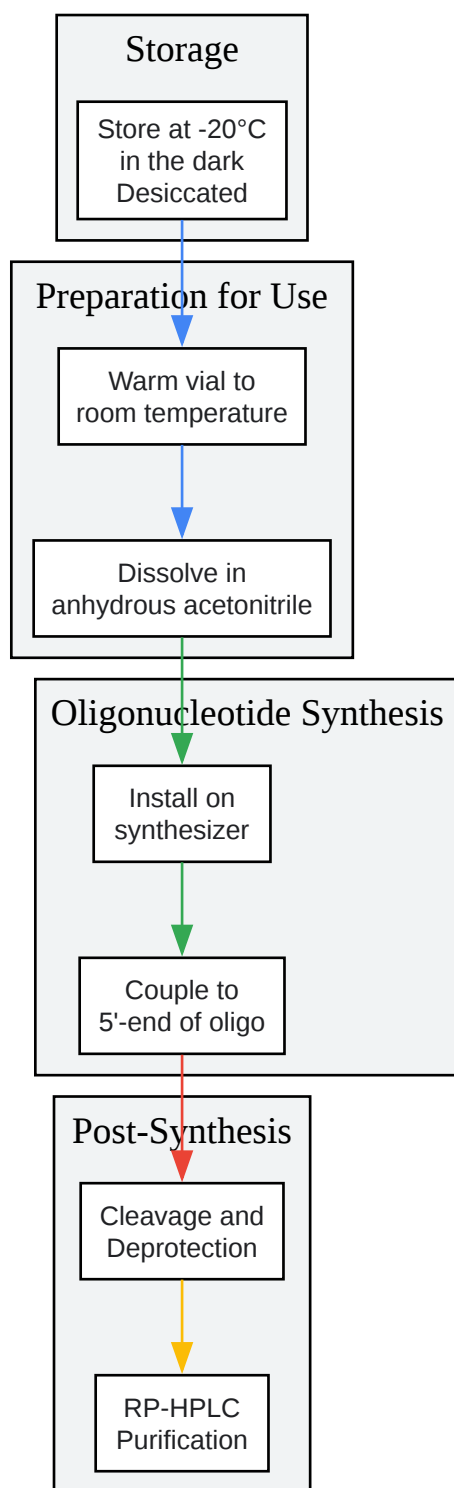 Storage
Store at -20°C
in the dark
Desiccated
Preparation for Use
Warm vial to
room temperature
Dissolve in
anhydrous acetonitrile
Oligonucleotide Synthesis
Install on
synthesizer
Couple to
5'-end of oligo
Post-Synthesis
Cleavage and
Deprotection
RP-HPLC
Purification